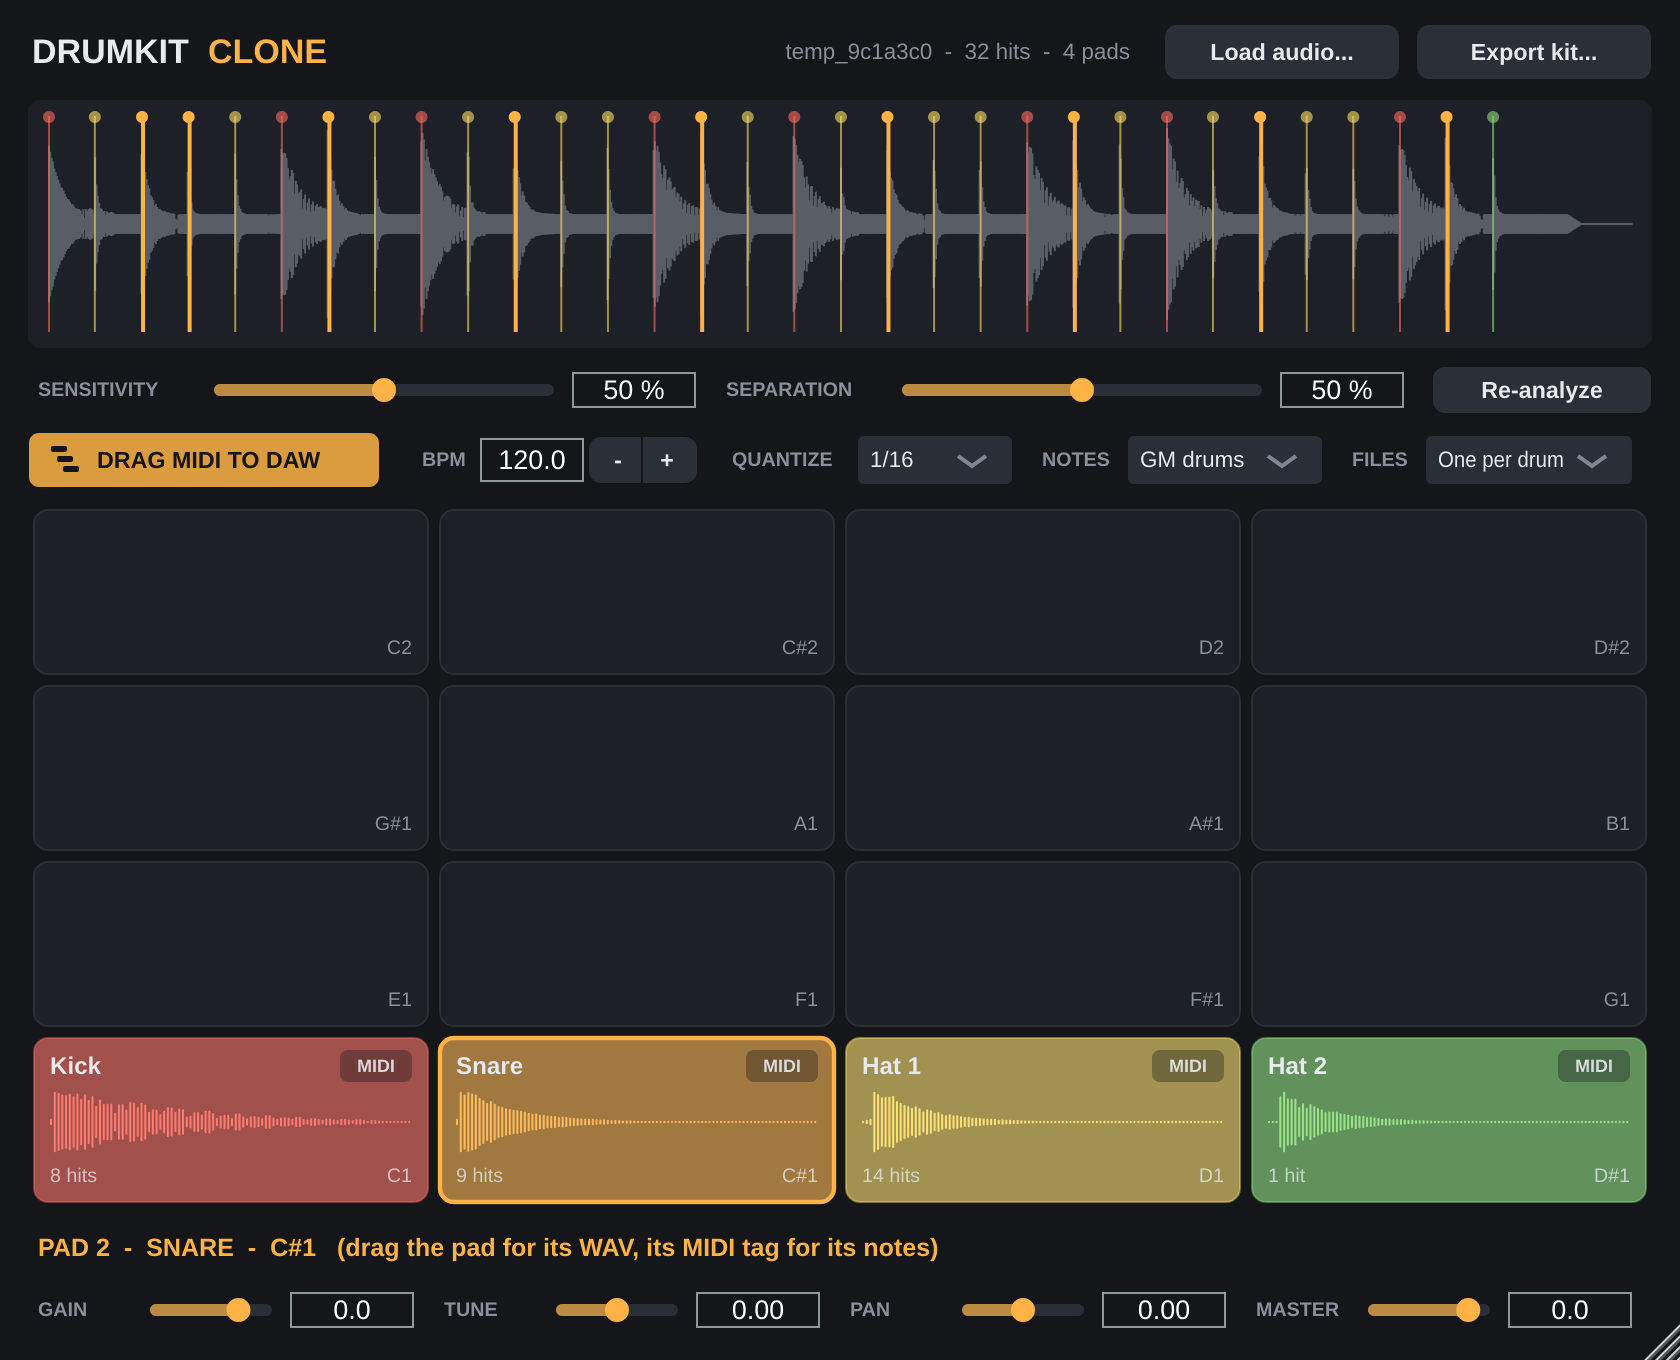 DRUMKIT CLONE
temp_9c1a3c0 - 32 hits - 4 pads
Load audio...
Export kit...
SENSITIVITY
50 %
SEPARATION
50 %
Re-analyze
DRAG MIDI TO DAW
BPM
120.0
-
+
QUANTIZE
1/16
NOTES
GM drums
FILES
One per drum
C2
C#2
D2
D#2
G#1
A1
A#1
B1
E1
F1
F#1
G1
Kick
MIDI
8 hits
C1
Snare
MIDI
9 hits
C#1
Hat 1
MIDI
14 hits
D1
Hat 2
MIDI
1 hit
D#1
PAD 2 - SNARE - C#1 (drag the pad for its WAV, its MIDI tag for its notes)
GAIN
0.0
TUNE
0.00
PAN
0.00
MASTER
0.0